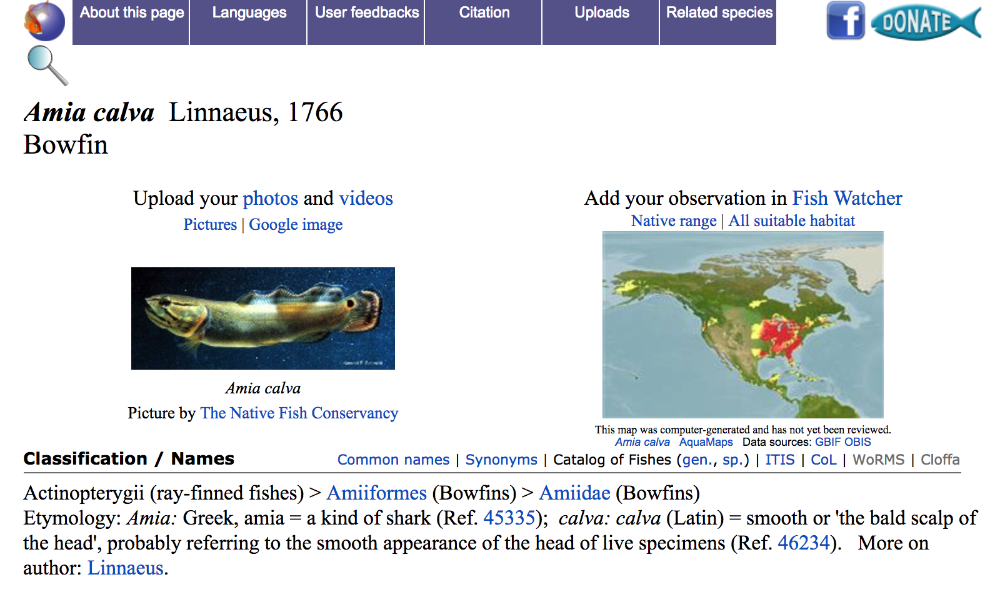 About this page Languages User feedbacks Citation Uploads Related species
f DONATE
Amia calva Linnaeus, 1766
Bowfin
Upload your photos and videos
Pictures | Google image
Amia calva
Picture by The Native Fish Conservancy
Add your observation in Fish Watcher
Native range | All suitable habitat
This map was computer-generated and has not yet been reviewed.
Amia calva AquaMaps Data sources: GBIF OBIS
Classification / Names Common names | Synonyms | Catalog of Fishes (gen., sp.) | ITIS | CoL | WoRMS | Cloffa
Actinopterygii (ray-finned fishes) > Amiiformes (Bowfins) > Amiidae (Bowfins)
Etymology: Amia: Greek, amia = a kind of shark (Ref. 45335); calva: calva (Latin) = smooth or 'the bald scalp of
the head', probably referring to the smooth appearance of the head of live specimens (Ref. 46234). More on
author: Linnaeus.